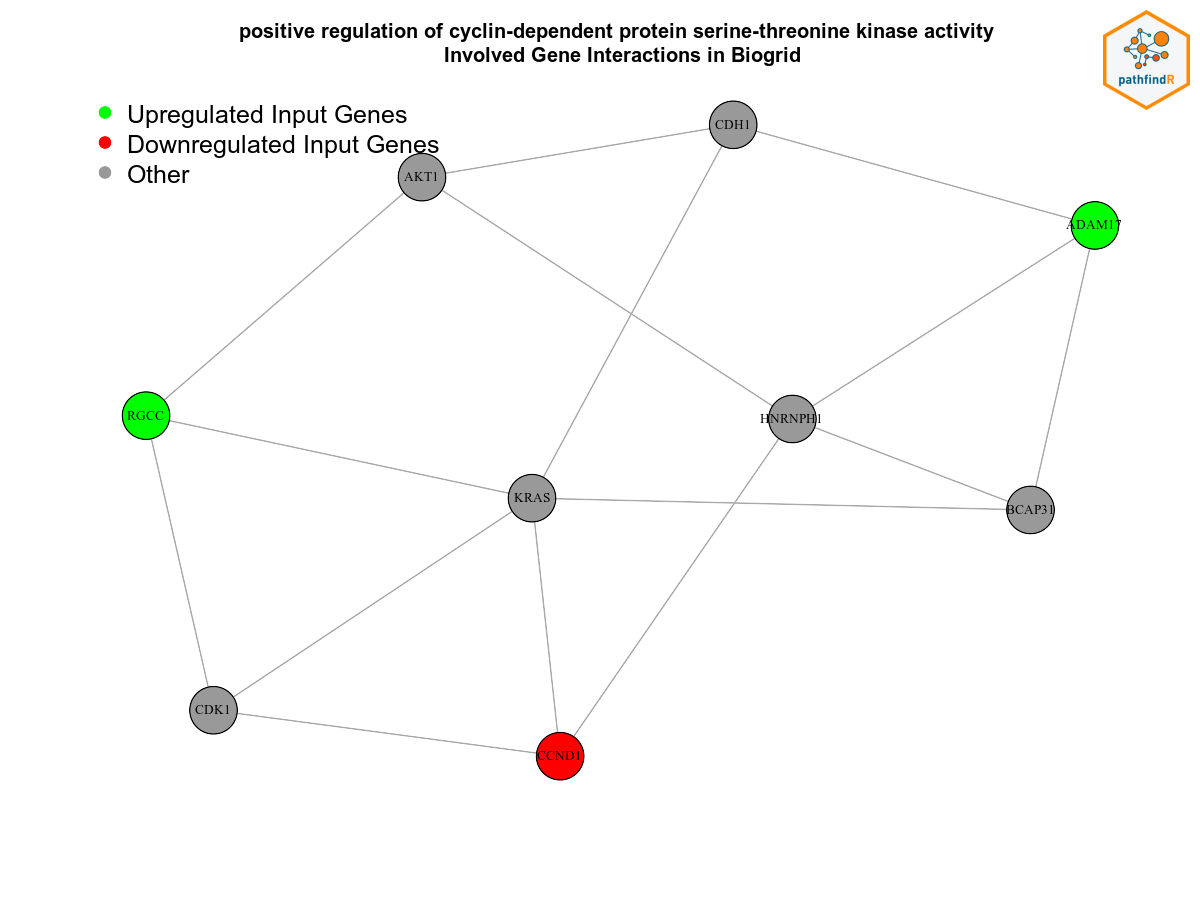 positive regulation of cyclin-dependent protein serine-threonine kinase activity
Involved Gene Interactions in Biogrid
pathfindR
Upregulated Input Genes
Downregulated Input Genes
Other
CDH1
AKT1
ADAM17
RGCC
HNRNPH1
KRAS
BCAP31
CDK1
CCND1